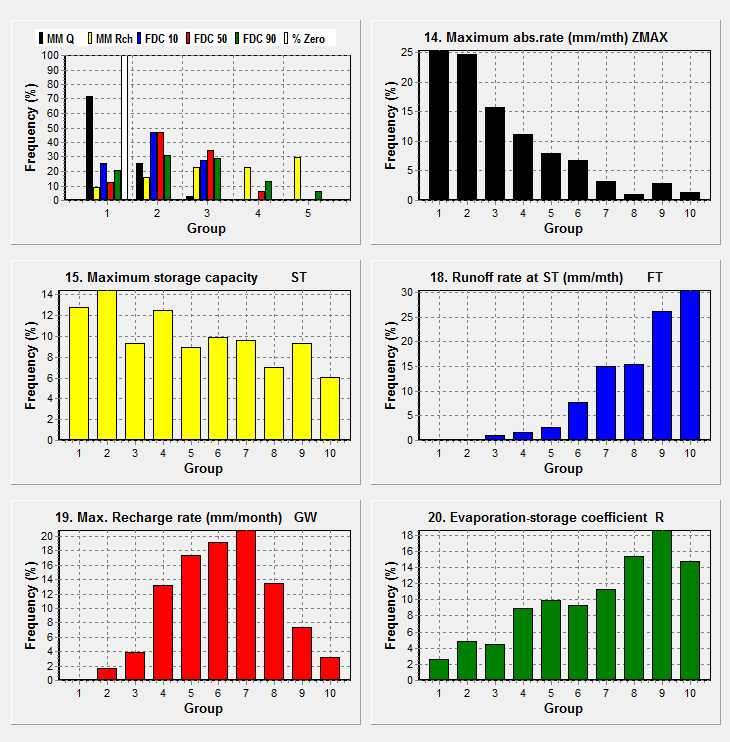 MM Q MM Rch FDC 10 FDC 50 FDC 90 % Zero
Frequency (%)
100
90
80
70
60
50
40
30
20
10
0
1 2 3 4 5
Group
14. Maximum abs.rate (mm/mth) ZMAX
Frequency (%)
25
20
15
10
5
0
1 2 3 4 5 6 7 8 9 10
Group
15. Maximum storage capacity ST
Frequency (%)
14
12
10
8
6
4
2
0
1 2 3 4 5 6 7 8 9 10
Group
18. Runoff rate at ST (mm/mth) FT
Frequency (%)
30
25
20
15
10
5
0
1 2 3 4 5 6 7 8 9 10
Group
19. Max. Recharge rate (mm/month) GW
Frequency (%)
20
18
16
14
12
10
8
6
4
2
0
1 2 3 4 5 6 7 8 9 10
Group
20. Evaporation-storage coefficient R
Frequency (%)
18
16
14
12
10
8
6
4
2
0
1 2 3 4 5 6 7 8 9 10
Group